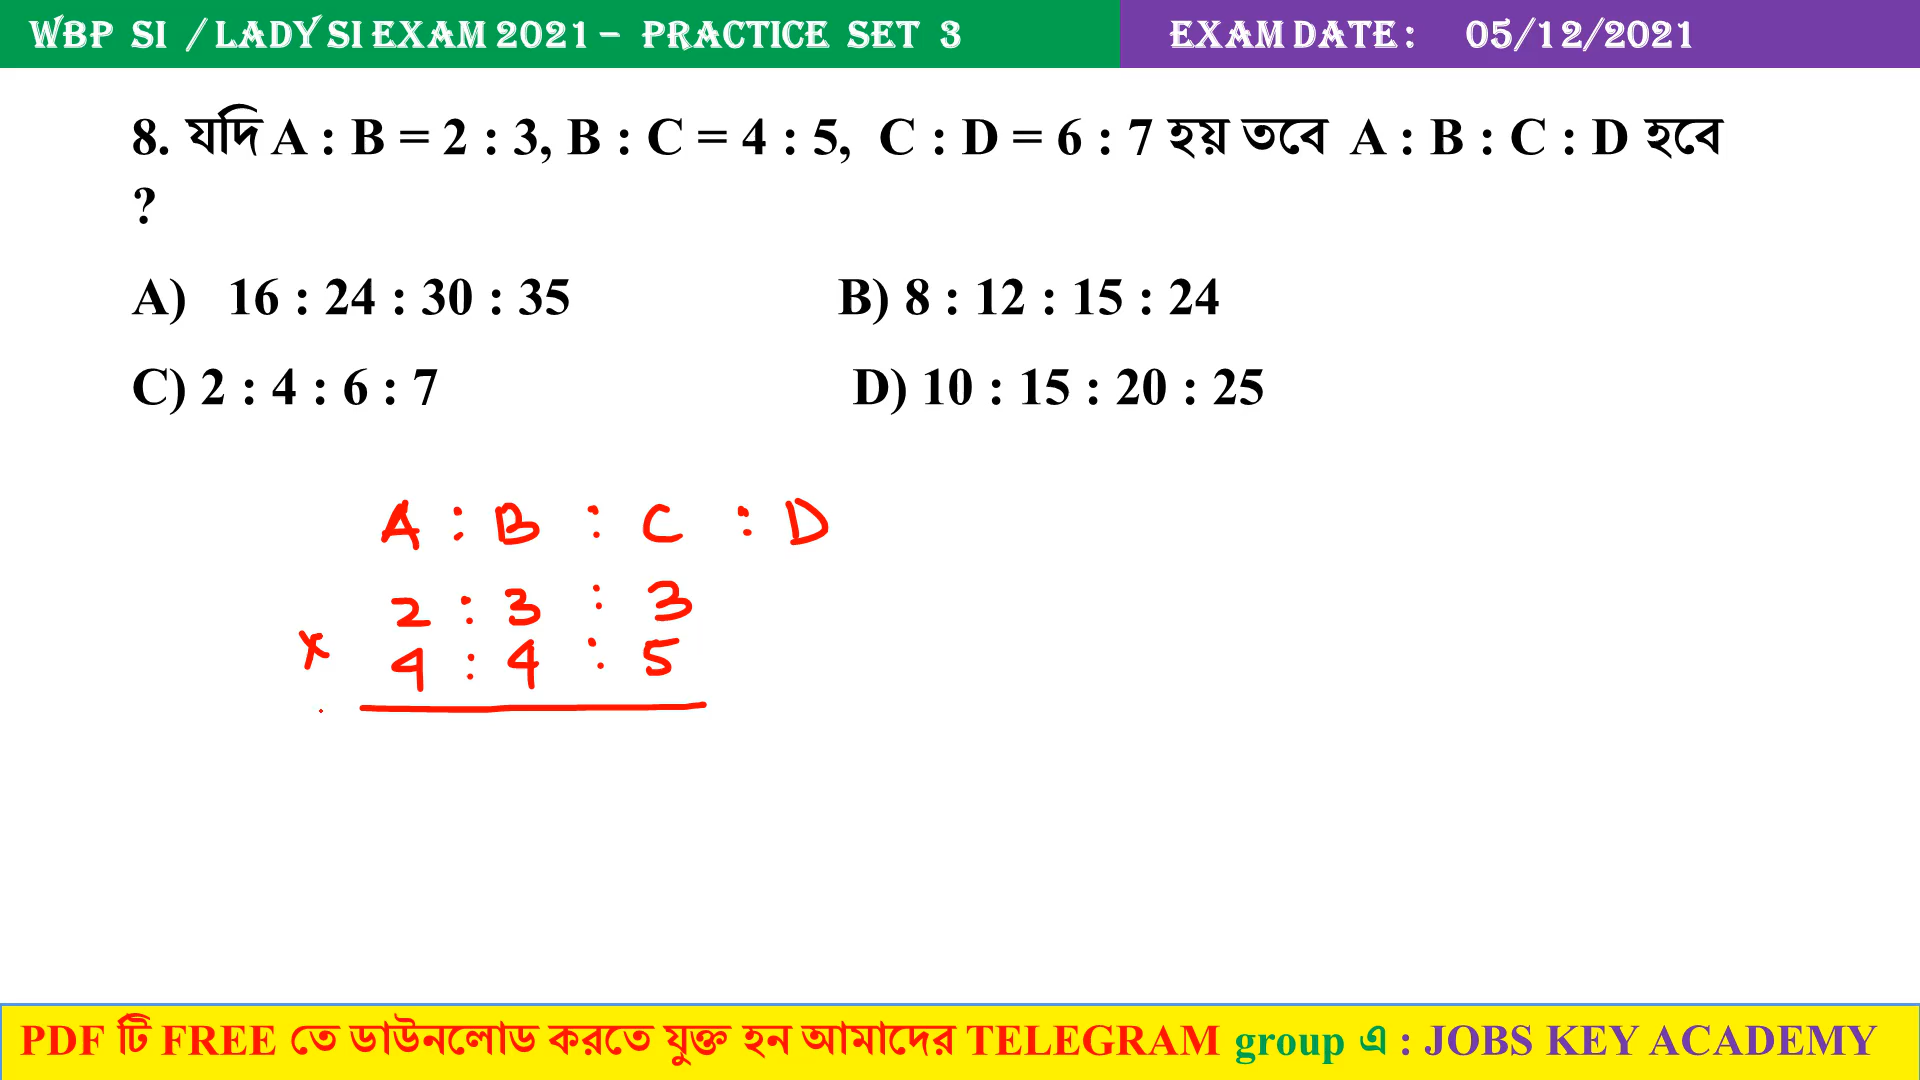 WBP SI / LADY SI EXAM 2021 – PRACTICE SET 3 EXAM DATE : 05/12/2021
8. যদি A : B = 2 : 3, B : C = 4 : 5, C : D = 6 : 7 হয় তবে A : B : C : D হবে
?
A) 16 : 24 : 30 : 35 B) 8 : 12 : 15 : 24
C) 2 : 4 : 6 : 7 D) 10 : 15 : 20 : 25
A : B : C : D
2 : 3 : 3
x 4 : 4 : 5
PDF টি FREE তে ডাউনলোড করতে যুক্ত হন আমাদের TELEGRAM group এ : JOBS KEY ACADEMY